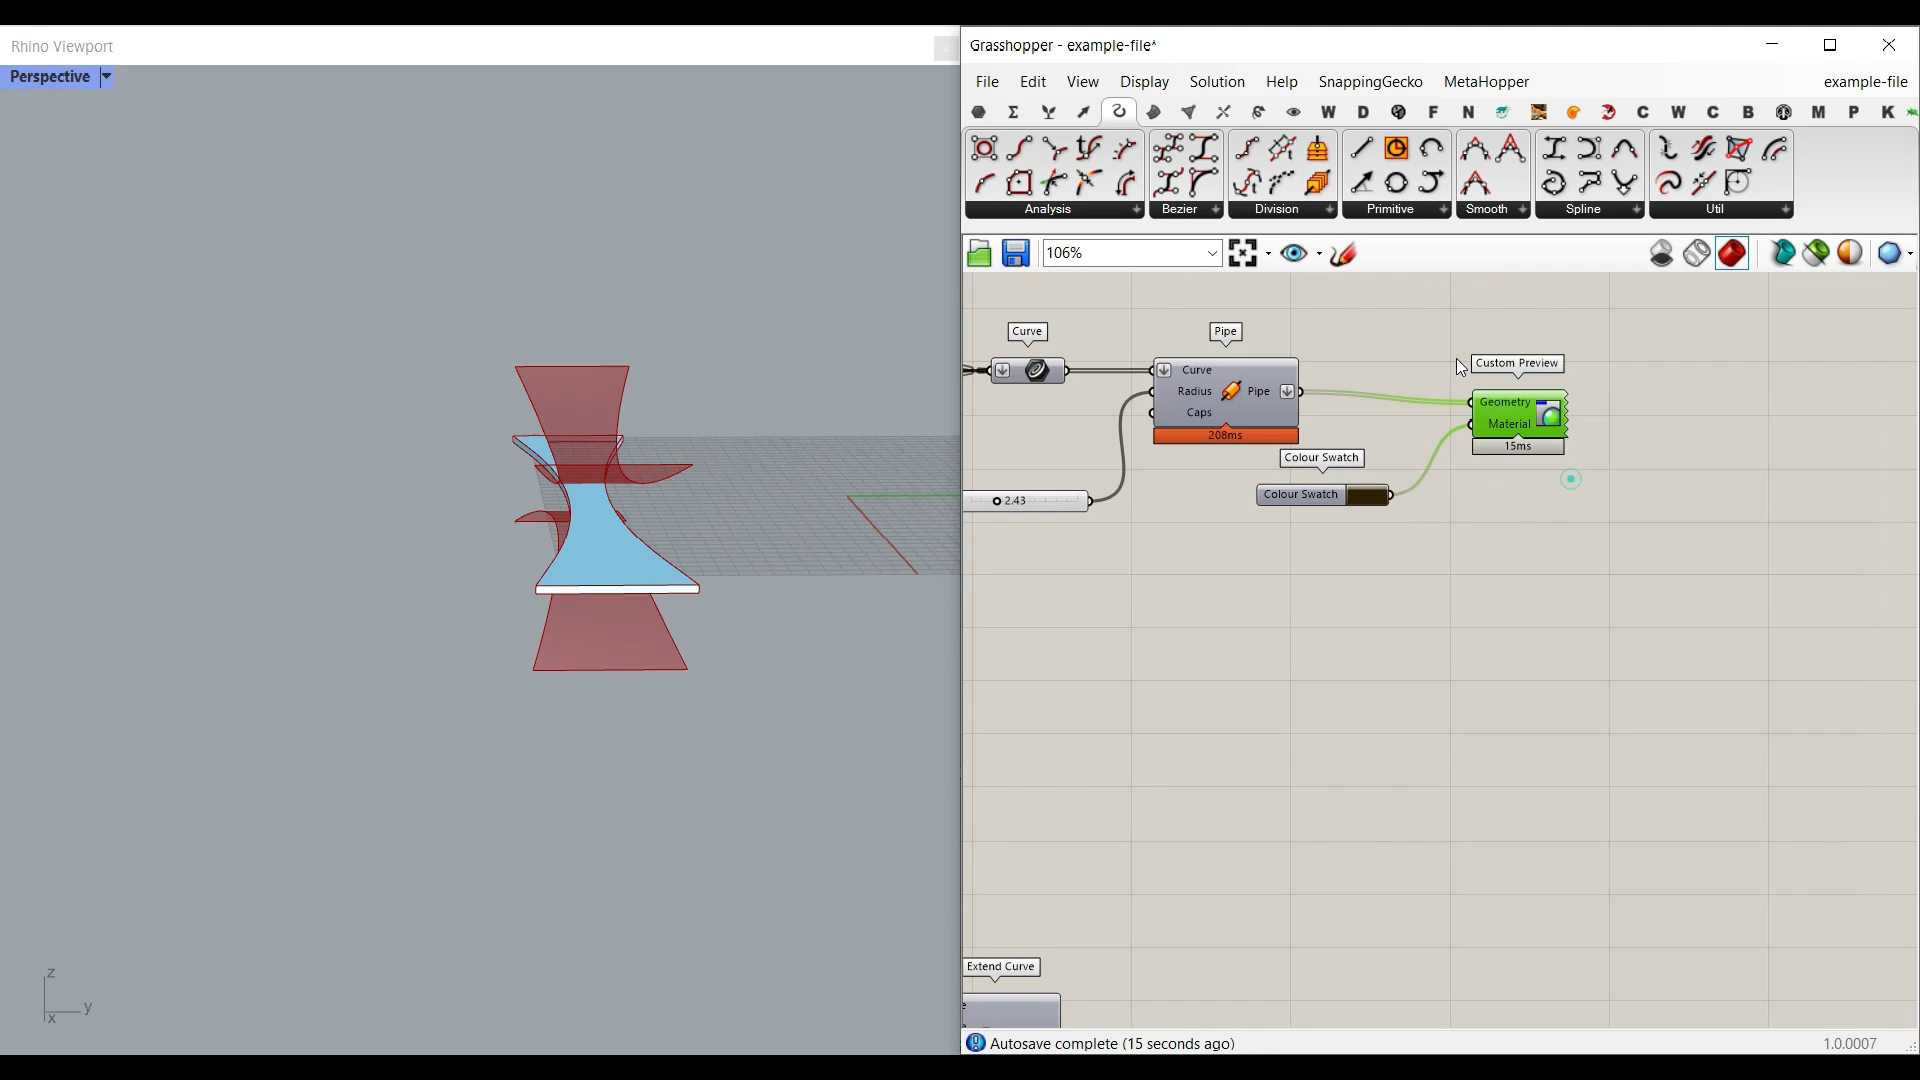 Rhino Viewport
Perspective
z
y
x
Grasshopper - example-file*
File Edit View Display Solution Help SnappingGecko MetaHopper example-file
W D F N C W C B M P K
Analysis Bezier Division Primitive Smooth Spline Util
106%
Curve
Pipe
Custom Preview
Curve
Radius
Caps
Pipe
208ms
Geometry
Material
15ms
Colour Swatch
Colour Swatch
2.43
Extend Curve
Autosave complete (15 seconds ago)
1.0.0007